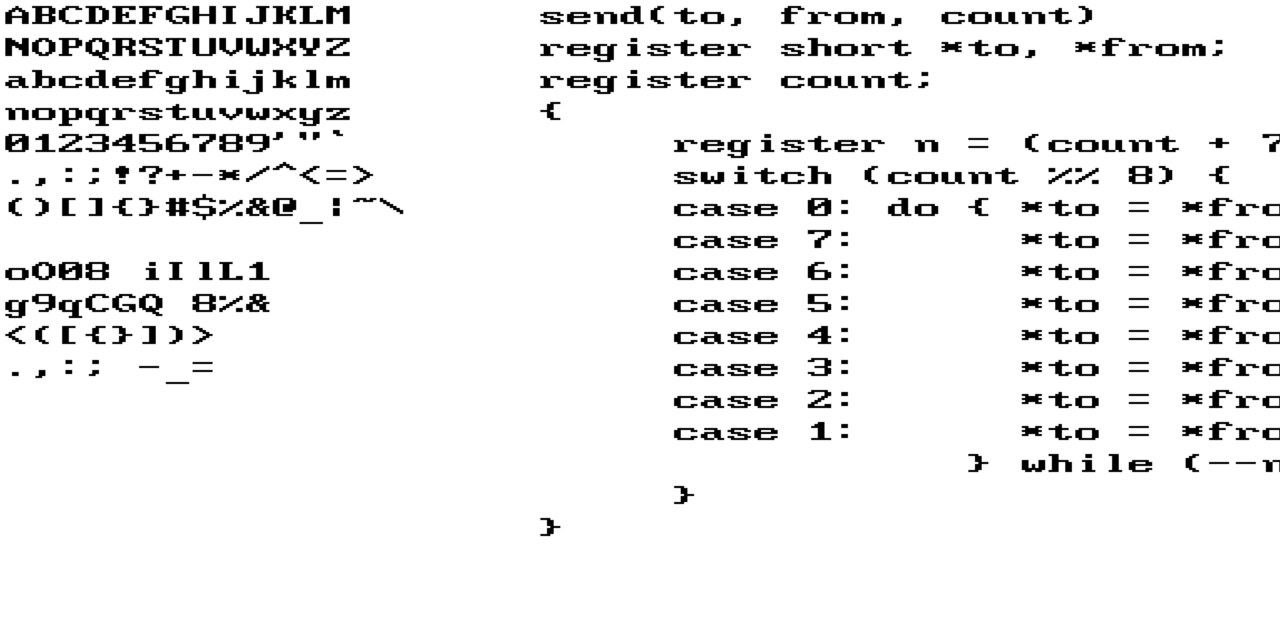 ABCDEFGHIJKLM
NOPQRSTUVWXYZ
abcdefghijklm
nopqrstuvwxyz
0123456789'"`
.,:;!?+-*/^<=>
()[]{}#$%&@_|~\
oO08 iIlL1
g9qCGQ 8%&
<([{}])>
.,:; -_=
send(to, from, count)
register short *to, *from;
register count;
{
register n = (count + 7
switch (count %% 8) {
case 0: do { *to = *fro
case 7:      *to = *fro
case 6:      *to = *fro
case 5:      *to = *fro
case 4:      *to = *fro
case 3:      *to = *fro
case 2:      *to = *fro
case 1:      *to = *fro
} while (--n
}
}